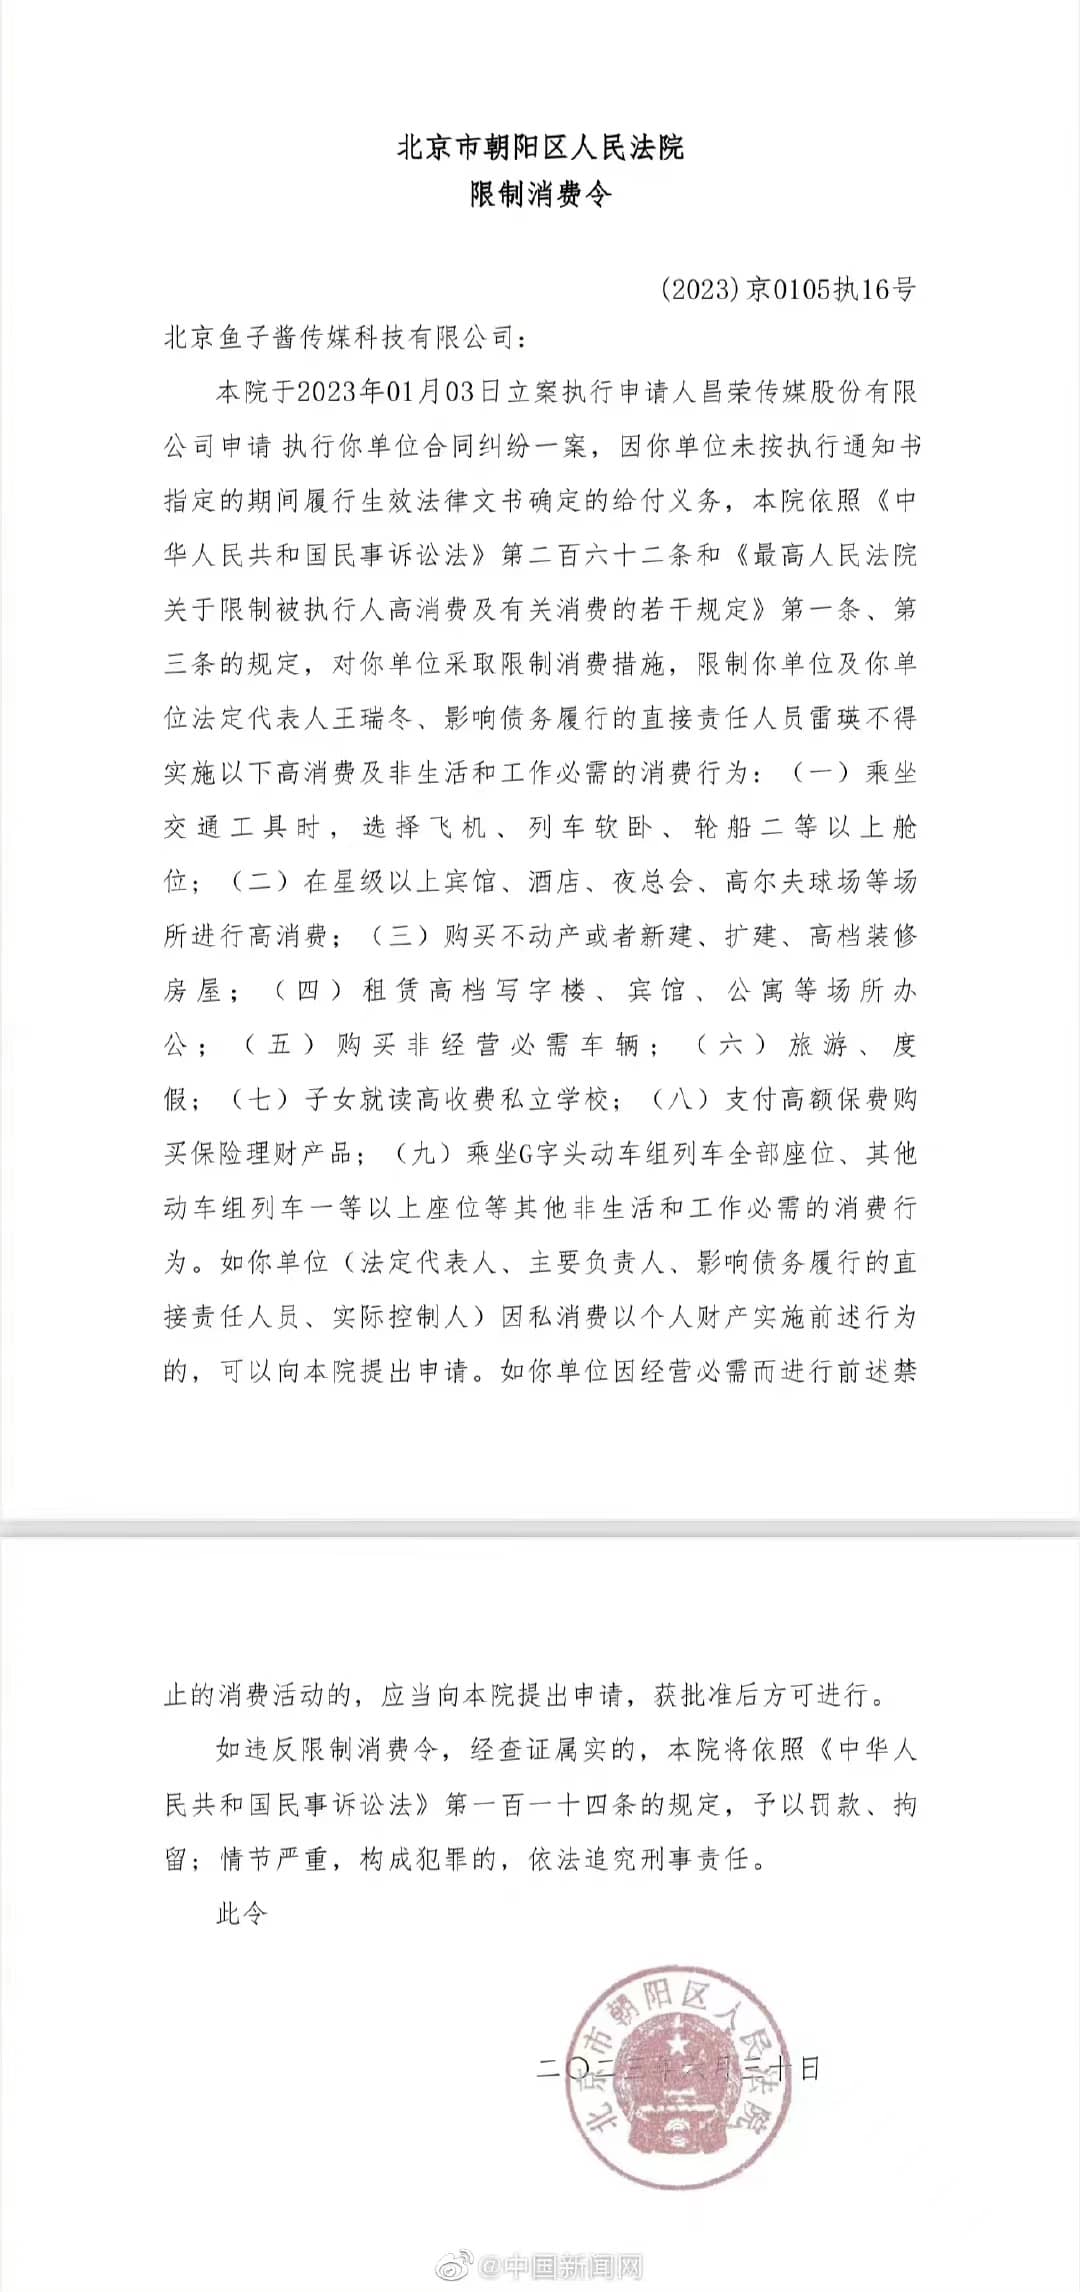 北京市朝阳区人民法院
限制消费令
(2023)京0105执16号
北京鱼子酱传媒科技有限公司：
本院于2023年01月03日立案执行申请人昌荣传媒股份有限
公司申请 执行你单位合同纠纷一案，因你单位未按执行通知书
指定的期间履行生效法律文书确定的给付义务，本院依照《中
华人民共和国民事诉讼法》第二百六十二条和《最高人民法院
关于限制被执行人高消费及有关消费的若干规定》第一条、第
三条的规定，对你单位采取限制消费措施，限制你单位及你单
位法定代表人王瑞冬、影响债务履行的直接责任人员雷瑛不得
实施以下高消费及非生活和工作必需的消费行为：（一）乘坐
交通工具时，选择飞机、列车软卧、轮船二等以上舱
位；（二）在星级以上宾馆、酒店、夜总会、高尔夫球场等场
所进行高消费；（三）购买不动产或者新建、扩建、高档装修
房屋；（四）租赁高档写字楼、宾馆、公寓等场所办
公；（五）购买非经营必需车辆；（六）旅游、度
假；（七）子女就读高收费私立学校；（八）支付高额保费购
买保险理财产品；（九）乘坐G字头动车组列车全部座位、其他
动车组列车一等以上座位等其他非生活和工作必需的消费行
为。如你单位（法定代表人、主要负责人、影响债务履行的直
接责任人员、实际控制人）因私消费以个人财产实施前述行为
的，可以向本院提出申请。如你单位因经营必需而进行前述禁
止的消费活动的，应当向本院提出申请，获批准后方可进行。
如违反限制消费令，经查证属实的，本院将依照《中华人
民共和国民事诉讼法》第一百一十四条的规定，予以罚款、拘
留；情节严重，构成犯罪的，依法追究刑事责任。
此令
北京市朝阳区人民法院
二〇二三年六月三十日
@中国新闻网